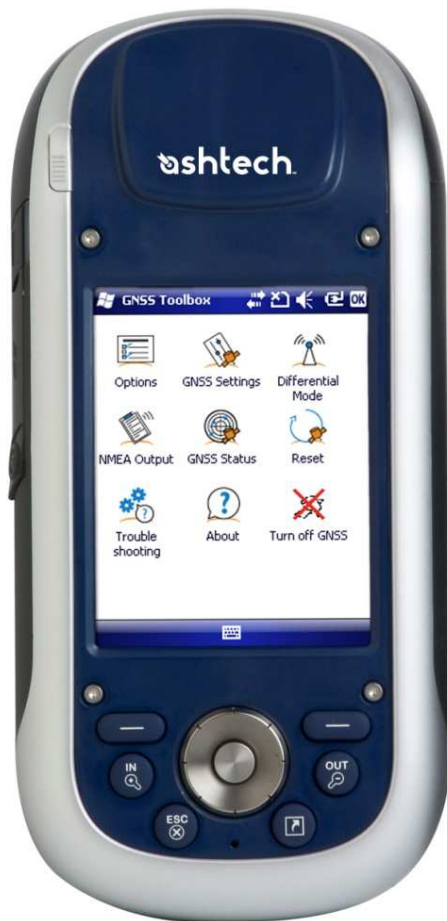 ashtech
GNSS Toolbox OK
Options GNSS Settings Differential
Mode
NMEA Output GNSS Status Reset
Trouble
shooting About Turn off GNSS
IN OUT
ESC